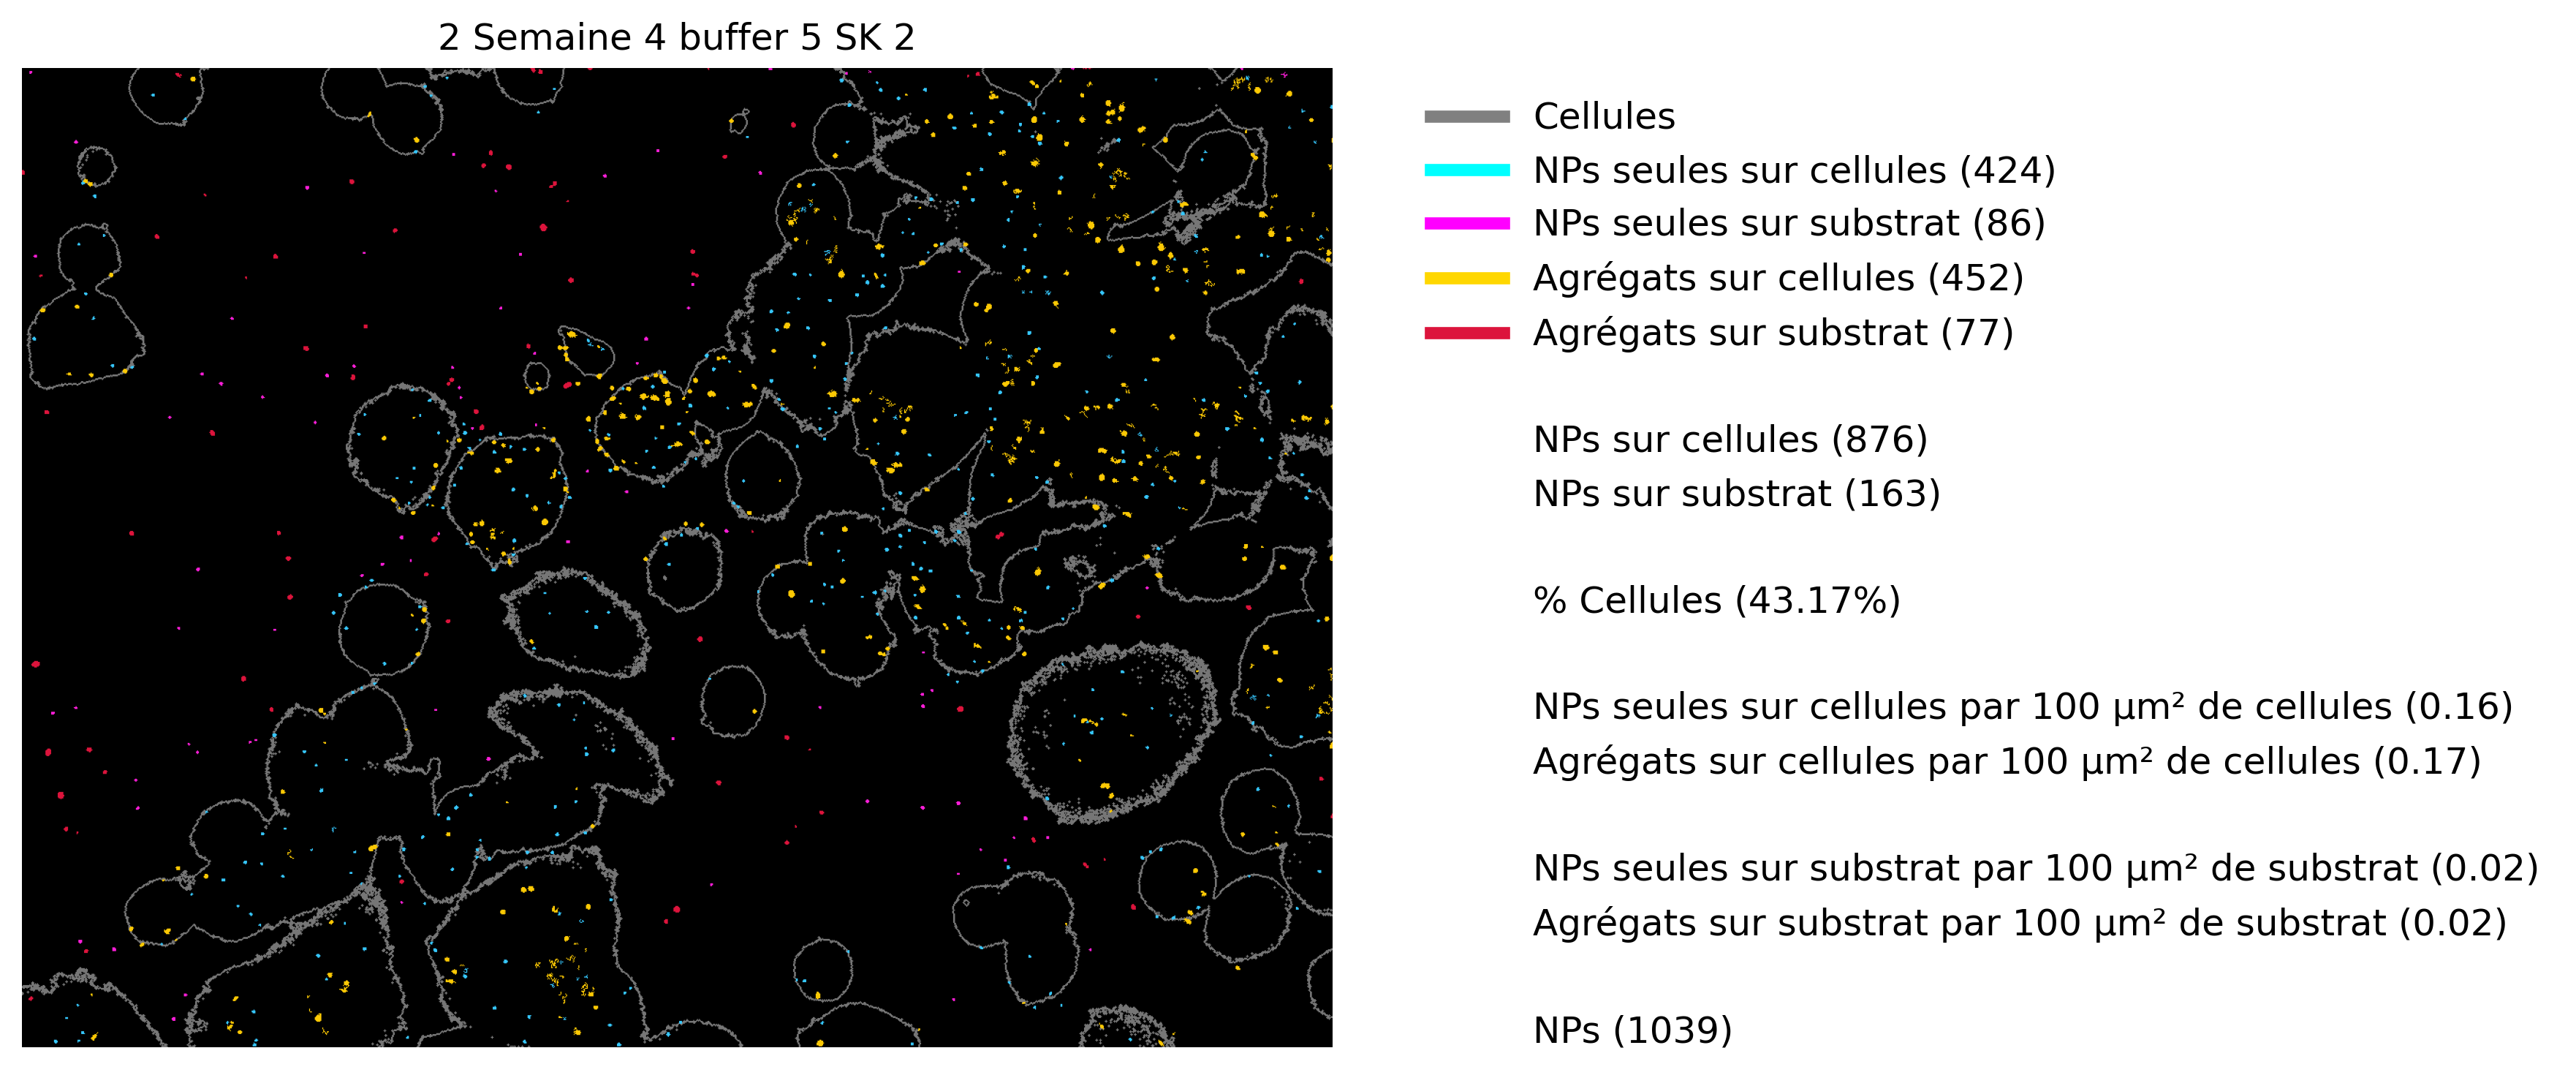 2 Semaine 4 buffer 5 SK 2
Cellules
NPs seules sur cellules (424)
NPs seules sur substrat (86)
Agrégats sur cellules (452)
Agrégats sur substrat (77)
NPs sur cellules (876)
NPs sur substrat (163)
% Cellules (43.17%)
NPs seules sur cellules par 100 µm² de cellules (0.16)
Agrégats sur cellules par 100 µm² de cellules (0.17)
NPs seules sur substrat par 100 µm² de substrat (0.02)
Agrégats sur substrat par 100 µm² de substrat (0.02)
NPs (1039)